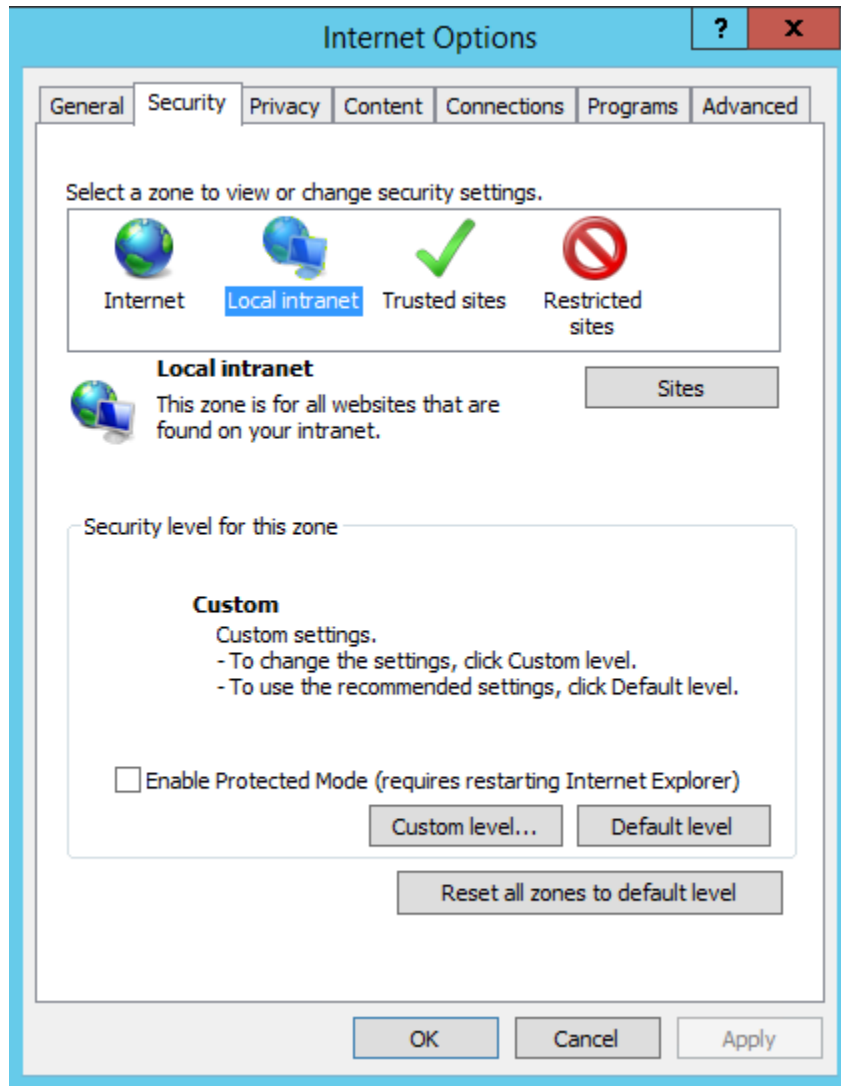 Internet Options
? x
General Security Privacy Content Connections Programs Advanced
Select a zone to view or change security settings.
Internet Local intranet Trusted sites Restricted
sites
Local intranet
Sites
This zone is for all websites that are
found on your intranet.
Security level for this zone
Custom
Custom settings.
- To change the settings, click Custom level.
- To use the recommended settings, click Default level.
Enable Protected Mode (requires restarting Internet Explorer)
Custom level... Default level
Reset all zones to default level
OK Cancel Apply